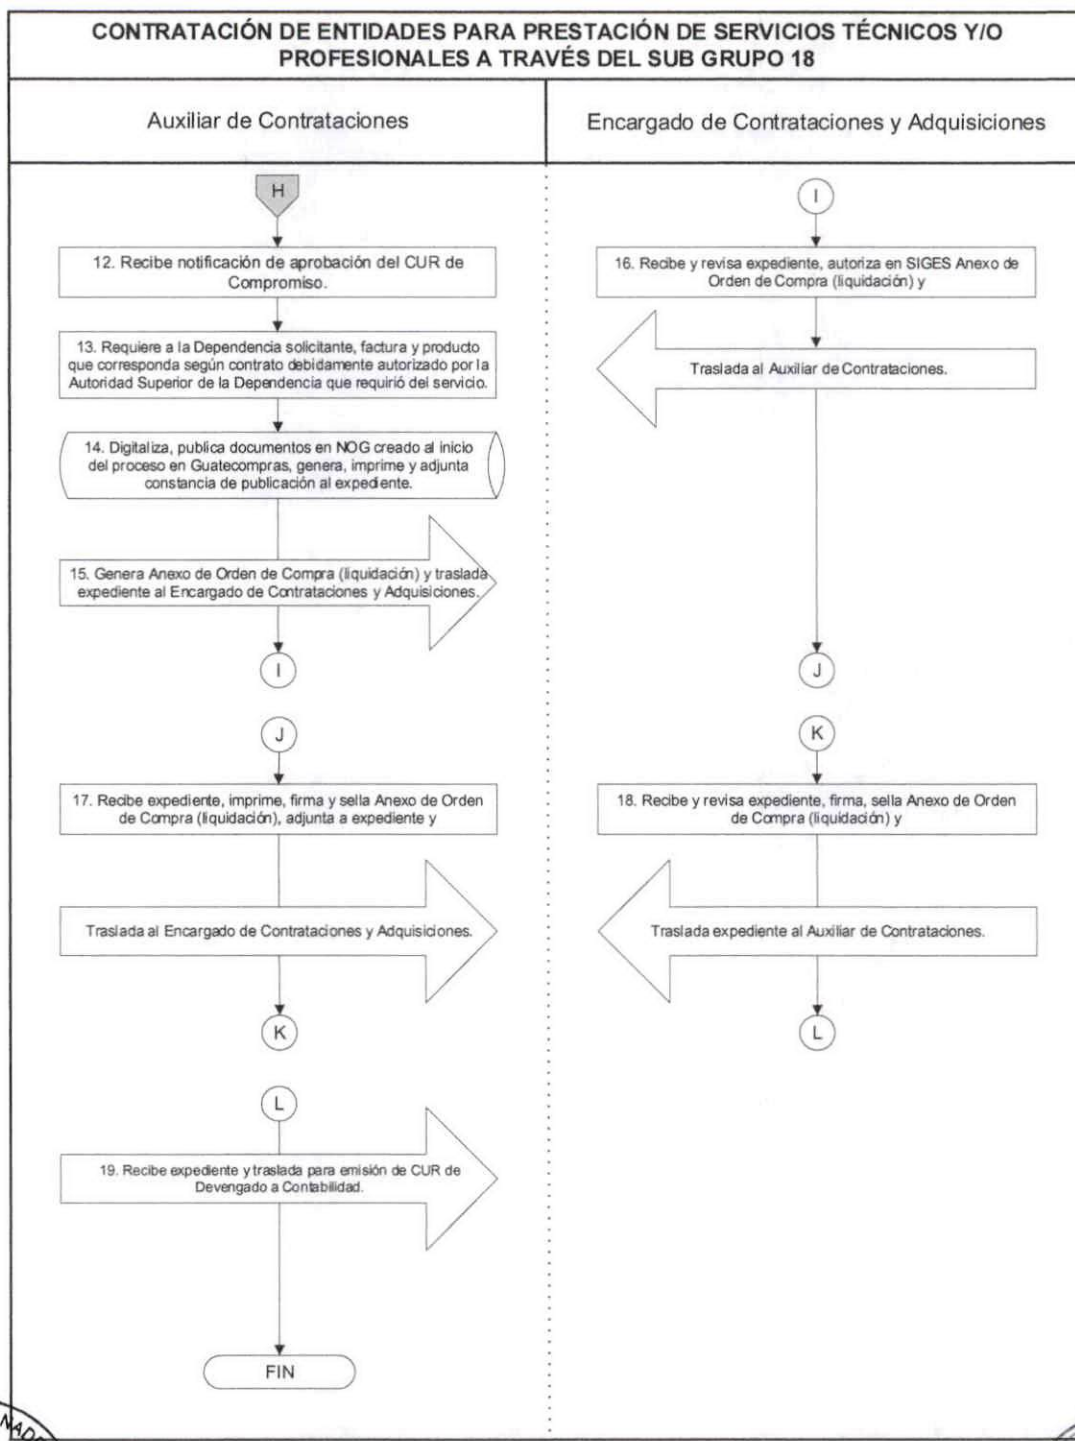 CONTRATACIÓN DE ENTIDADES PARA PRESTACIÓN DE SERVICIOS TÉCNICOS Y/O
PROFESIONALES A TRAVÉS DEL SUB GRUPO 18
Auxiliar de Contrataciones
Encargado de Contrataciones y Adquisiciones
H
12. Recibe notificación de aprobación del CUR de
Compromiso.
13. Requiere a la Dependencia solicitante, factura y producto
que corresponda según contrato debidamente autorizado por la
Autoridad Superior de la Dependencia que requirió del servicio.
14. Digitaliza, publica documentos en NOG creado al inicio
del proceso en Guatecompras, genera, imprime y adjunta
constancia de publicación al expediente.
15. Genera Anexo de Orden de Compra (liquidación) y traslada
expediente al Encargado de Contrataciones y Adquisiciones.
I
I
16. Recibe y revisa expediente, autoriza en SIGES Anexo de
Orden de Compra (liquidación) y
Traslada al Auxiliar de Contrataciones.
J
J
17. Recibe expediente, imprime, firma y sella Anexo de Orden
de Compra (liquidación), adjunta a expediente y
Traslada al Encargado de Contrataciones y Adquisiciones.
K
K
18. Recibe y revisa expediente, firma, sella Anexo de Orden
de Compra (liquidación) y
Traslada expediente al Auxiliar de Contrataciones.
L
L
19. Recibe expediente y traslada para emisión de CUR de
Devengado a Contabilidad.
FIN